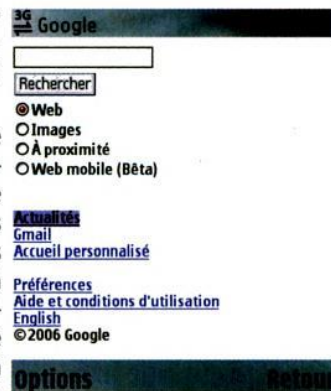 3G
Google
Rechercher
Web
Images
À proximité
Web mobile (Bêta)
Actualités
Gmail
Accueil personnalisé
Préférences
Aide et conditions d'utilisation
English
©2006 Google
Options Retour